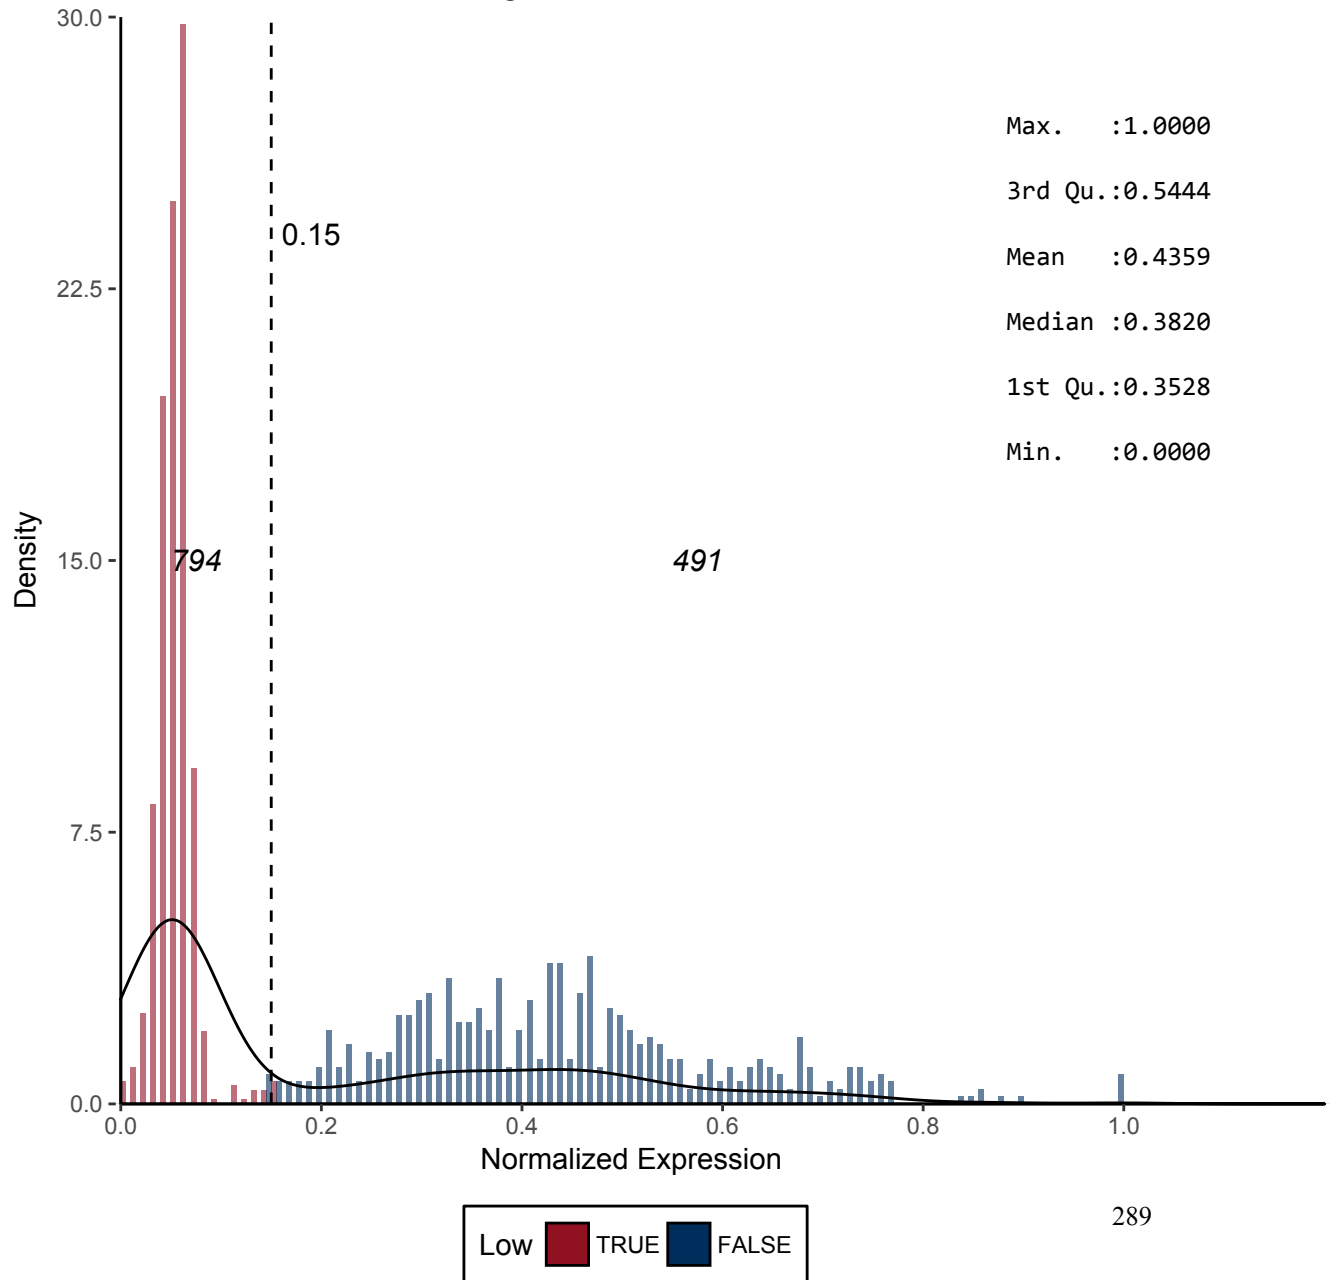 30.0
22.5
15.0
7.5
0.0
Density
0.15
794
491
Max.   :1.0000
3rd Qu.:0.5444
Mean   :0.4359
Median :0.3820
1st Qu.:0.3528
Min.   :0.0000
0.0 0.2 0.4 0.6 0.8 1.0
Normalized Expression
Low TRUE FALSE
289